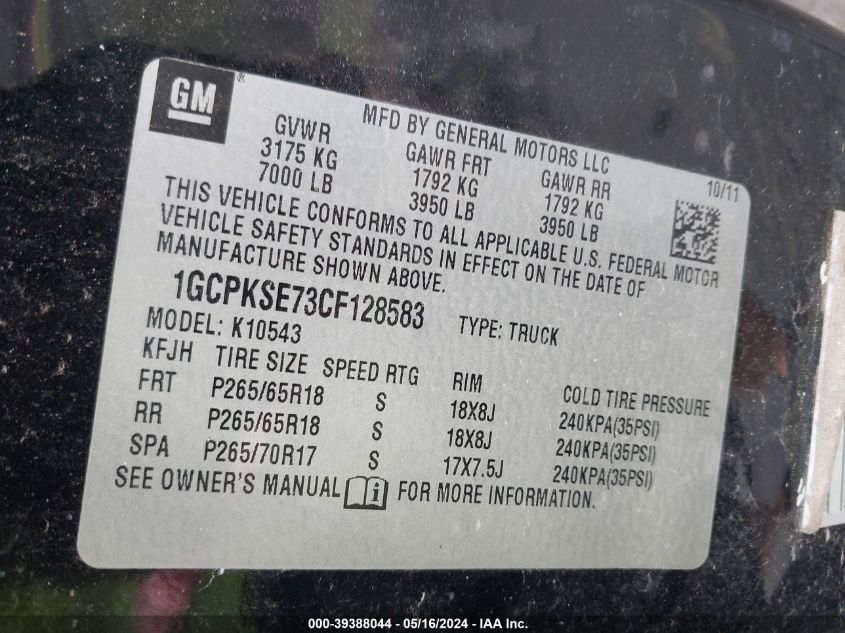 GM®
MFD BY GENERAL MOTORS LLC
10/11
GVWR GAWR FRT GAWR RR
3175 KG 1792 KG 1792 KG
7000 LB 3950 LB 3950 LB
THIS VEHICLE CONFORMS TO ALL APPLICABLE U.S. FEDERAL MOTOR
VEHICLE SAFETY STANDARDS IN EFFECT ON THE DATE OF
MANUFACTURE SHOWN ABOVE.
1GCPKSE73CF128583 TYPE: TRUCK
MODEL: K10543
KFJH TIRE SIZE SPEED RTG RIM COLD TIRE PRESSURE
FRT P265/65R18 S 18X8J 240KPA(35PSI)
RR P265/65R18 S 18X8J 240KPA(35PSI)
SPA P265/70R17 S 17X7.5J 240KPA(35PSI)
SEE OWNER'S MANUAL i FOR MORE INFORMATION.
000-39388044 / 05/16/2024 - IAA Inc.